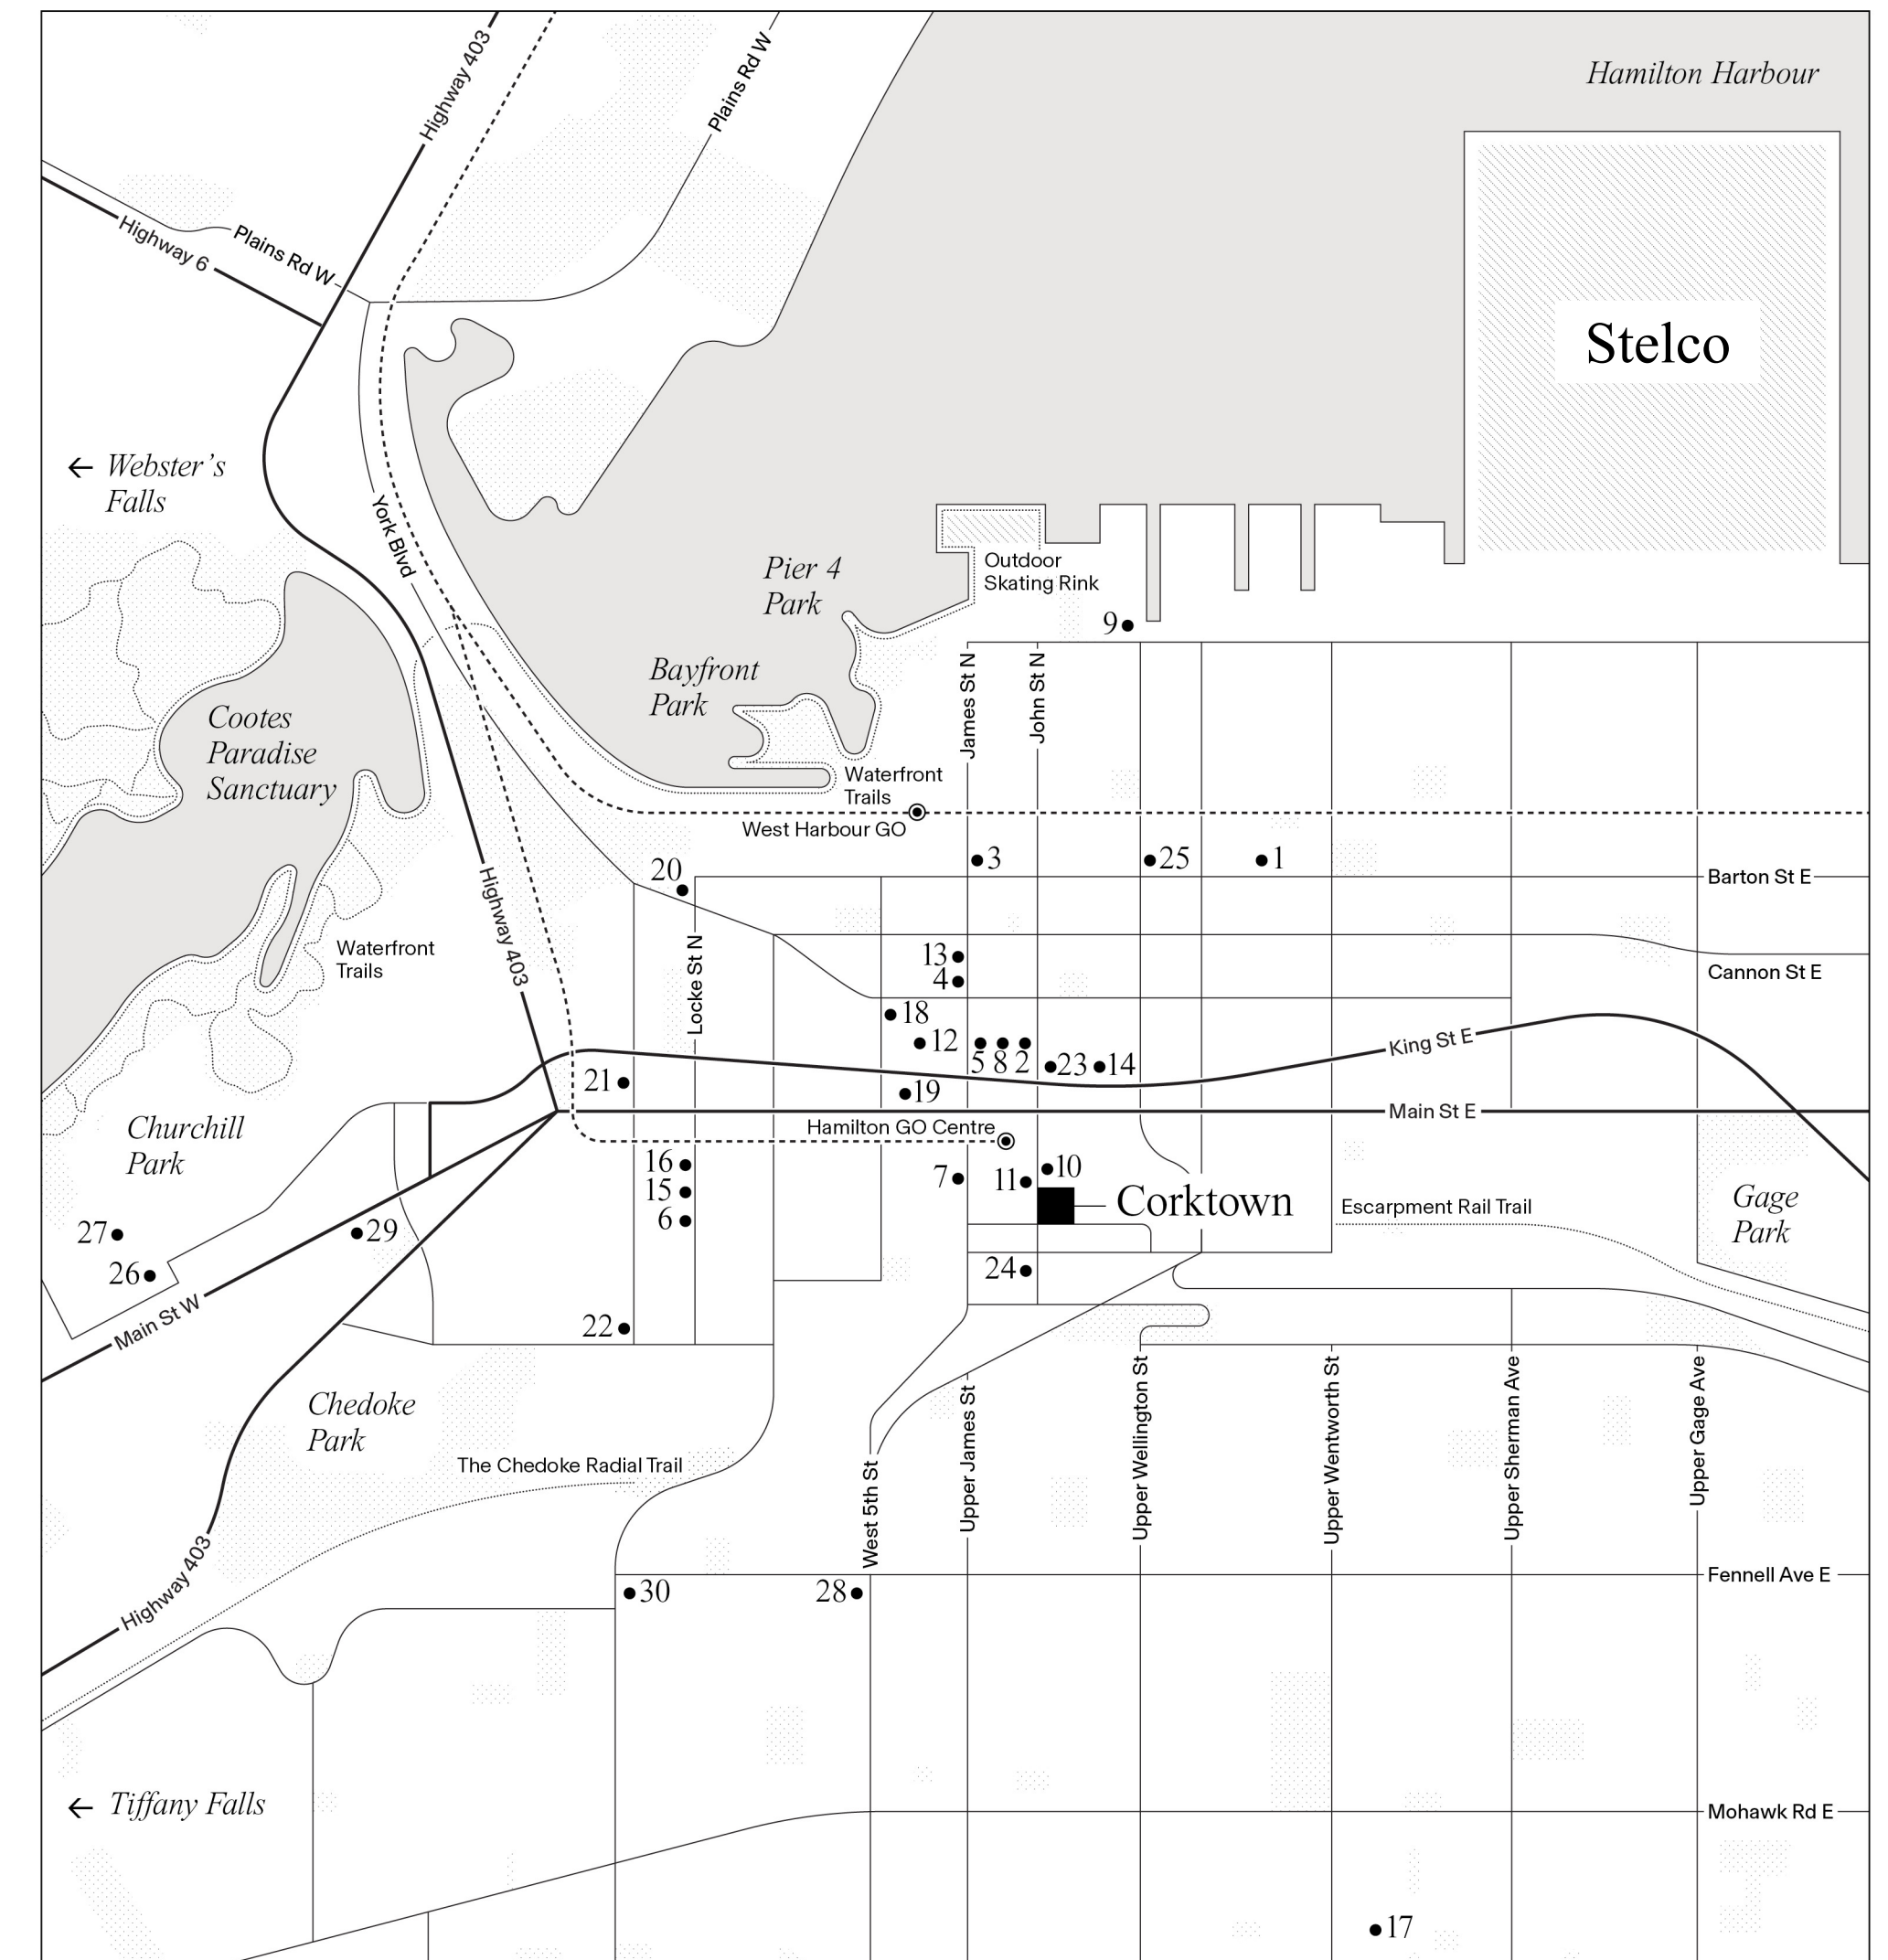 Highway 403
Plains Rd W
Hamilton Harbour
Highway 6
Plains Rd W
Stelco
← Webster’s
Falls
York Blvd
Pier 4
Park
Outdoor
Skating Rink
9
Bayfront
Park
James St N
John St N
Cootes
Paradise
Sanctuary
Waterfront
Trails
West Harbour GO
20
3
25
1
Barton St E
Highway 403
Waterfront
Trails
Locke St N
13
4
Cannon St E
18
12
5 8 2
23
14
King St E
21
19
Main St E
Churchill
Park
Hamilton GO Centre
16
15
6
7
11
10
Corktown
Escarpment Rail Trail
Gage
Park
27
29
26
24
Main St W
22
Chedoke
Park
The Chedoke Radial Trail
West 5th St
Upper James St
Upper Wellington St
Upper Wentworth St
Upper Sherman Ave
Upper Gage Ave
Highway 403
30
28
Fennell Ave E
← Tiffany Falls
Mohawk Rd E
17